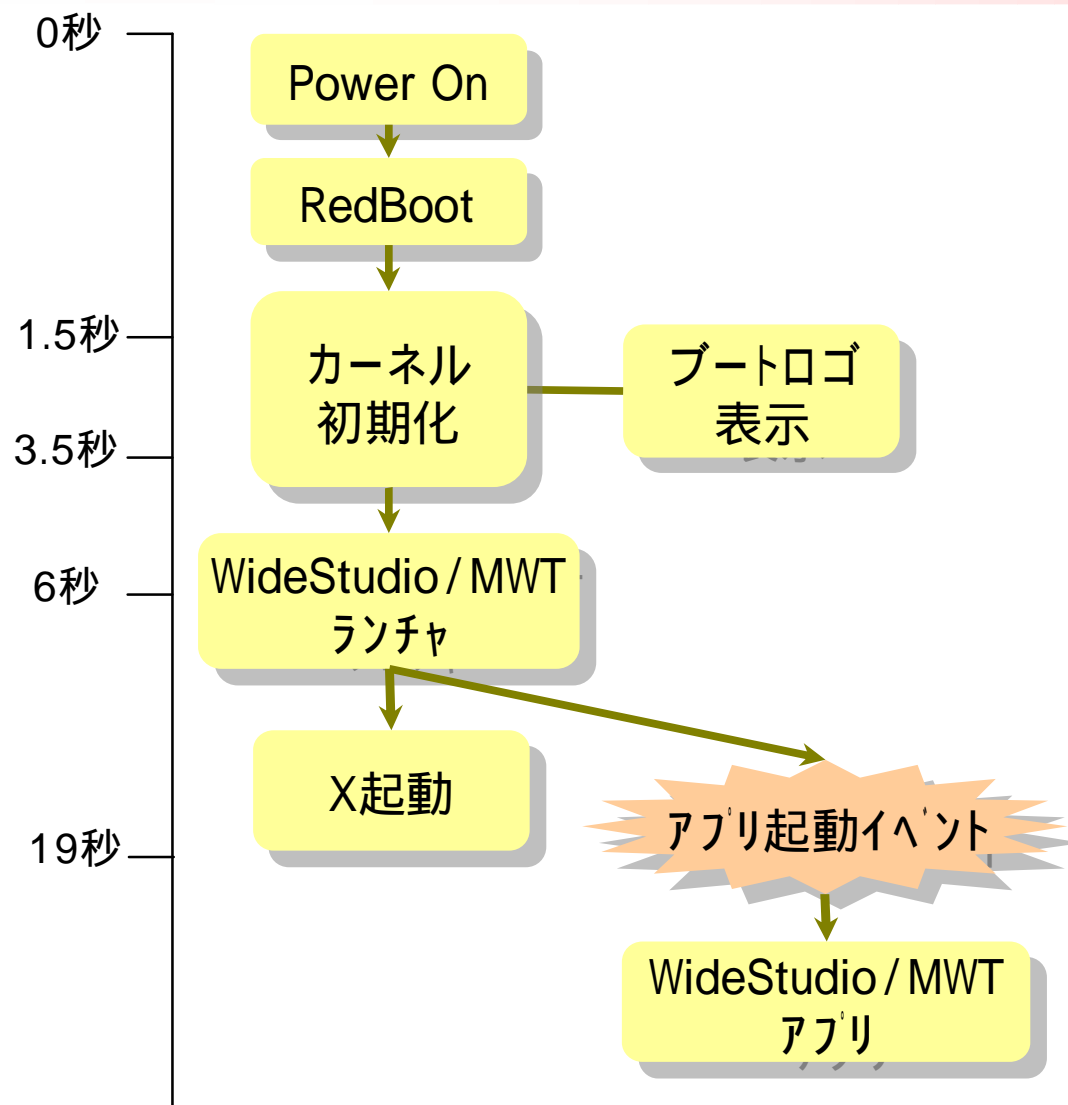 0秒
Power On
RedBoot
1.5秒
カーネル
初期化
ブートロゴ
表示
3.5秒
WideStudio / MWT
ランチャ
6秒
X起動
アプリ起動イベント
19秒
WideStudio / MWT
アプリ